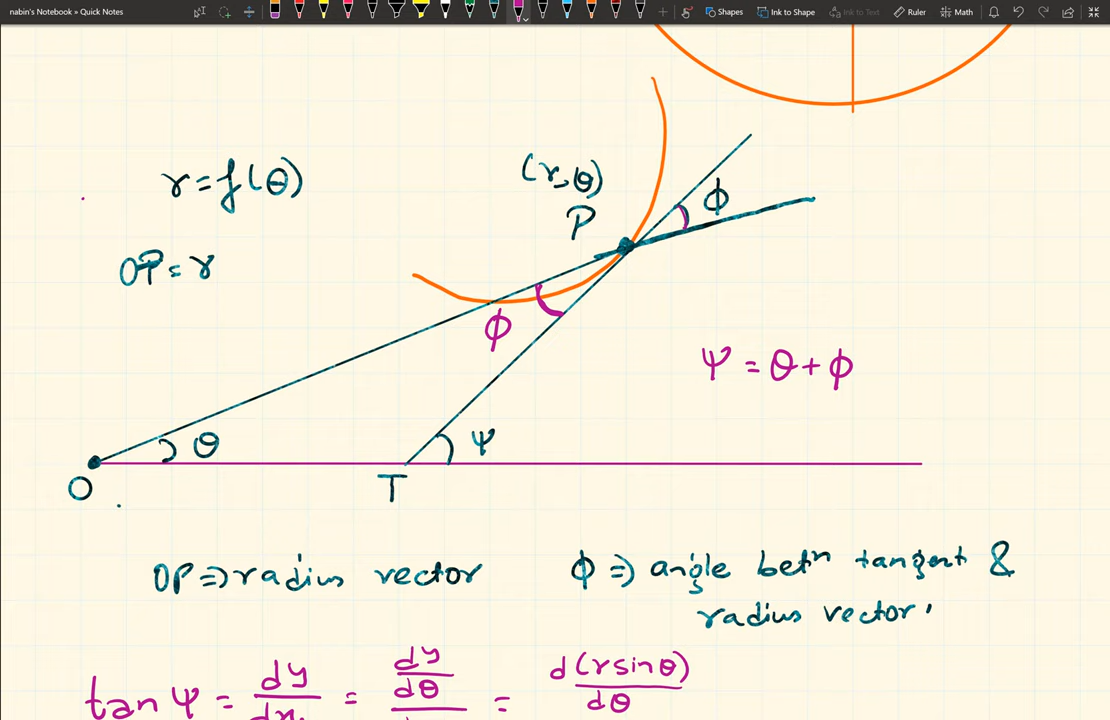 nabin's Notebook » Quick Notes
Shapes Ink to Shape Ink to Text Ruler Math
r = f(θ)
(r, θ)
P
ϕ
OP = r
ϕ
ψ = θ + ϕ
θ
ψ
O
T
OP ⇒ radius vector
ϕ ⇒ angle betⁿ tangent &
radius vector.
tan ψ = dy/dx = dy/dθ = d(r sinθ)/dθ